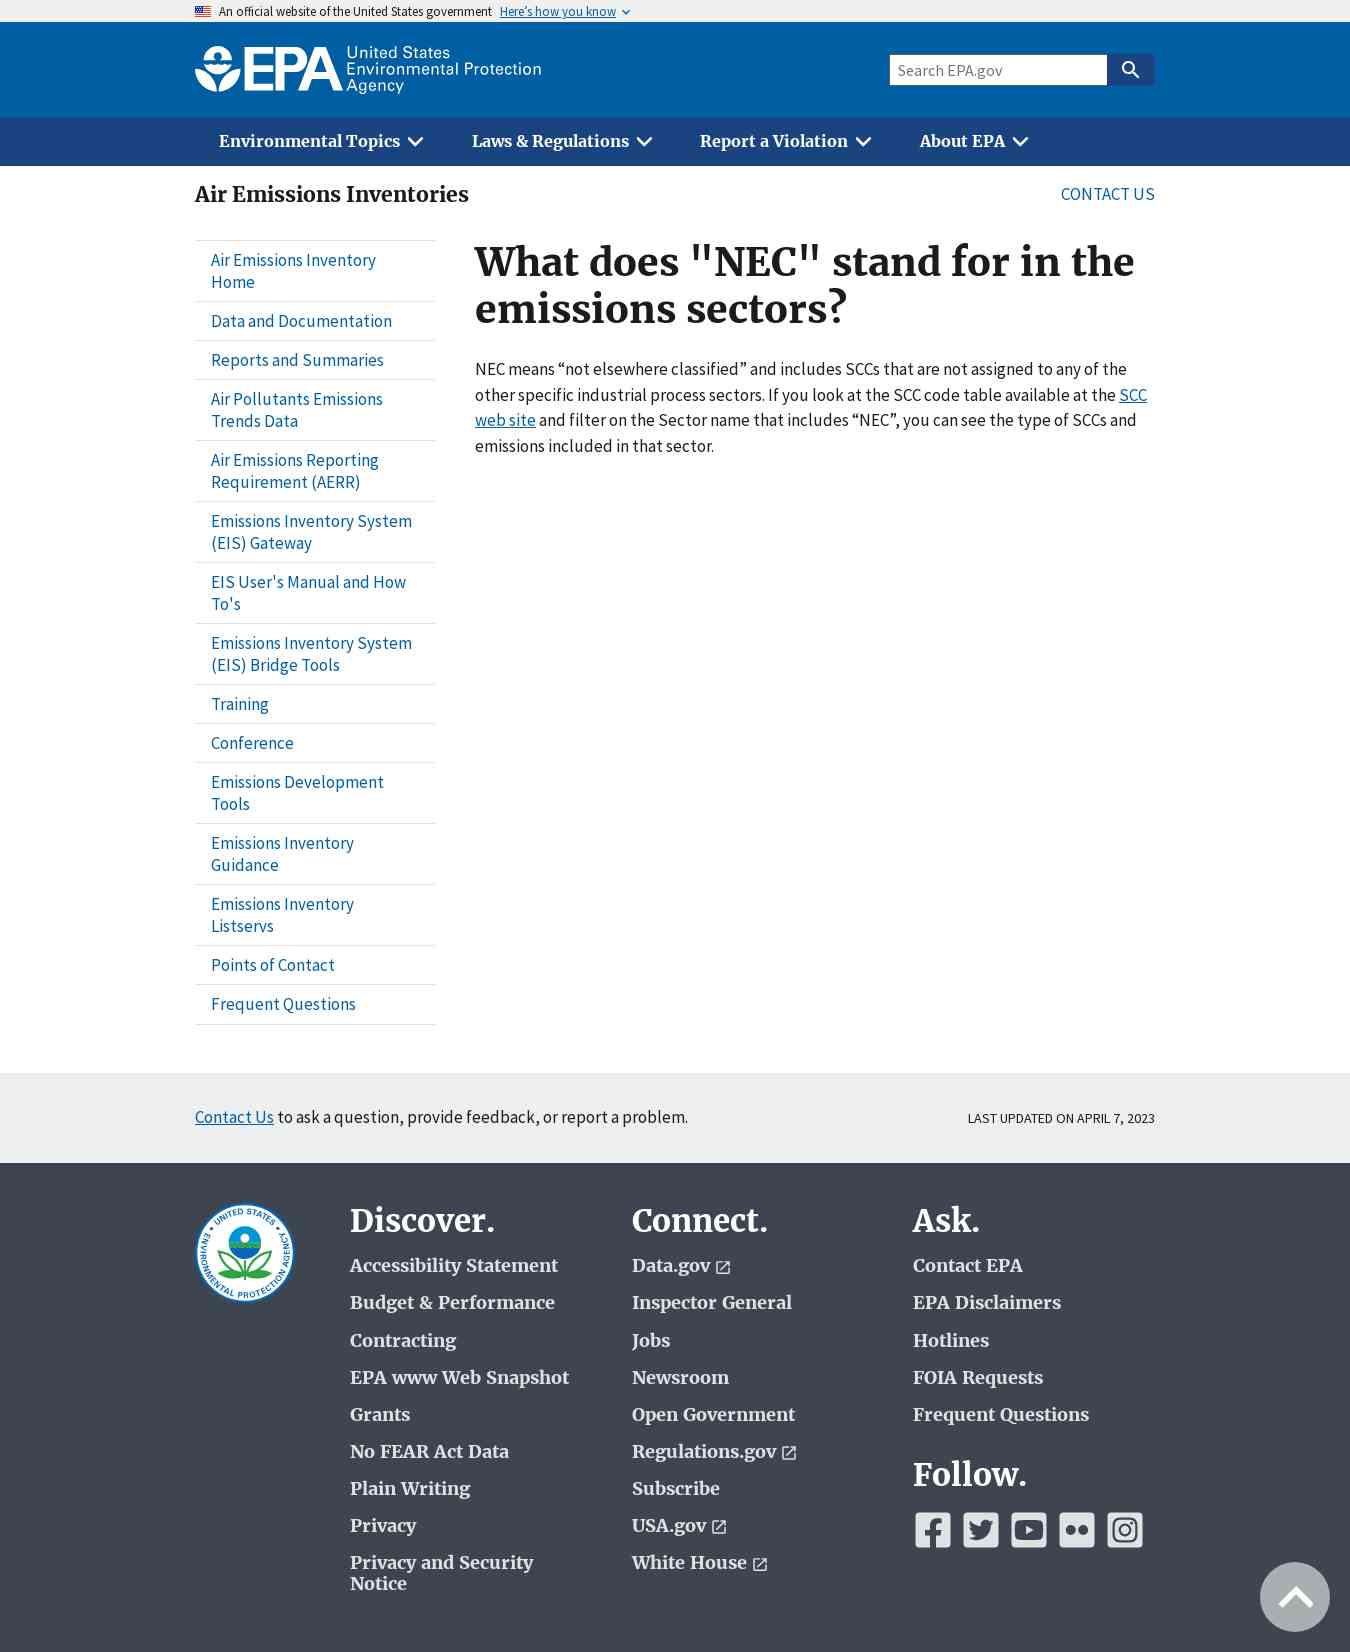 An official website of the United States government Here's how you know
EPA United States
Environmental Protection
Agency
Search EPA.gov
Environmental Topics
Laws & Regulations
Report a Violation
About EPA
Air Emissions Inventories
CONTACT US
Air Emissions Inventory
Home
Data and Documentation
Reports and Summaries
Air Pollutants Emissions
Trends Data
Air Emissions Reporting
Requirement (AERR)
Emissions Inventory System
(EIS) Gateway
EIS User's Manual and How
To's
Emissions Inventory System
(EIS) Bridge Tools
Training
Conference
Emissions Development
Tools
Emissions Inventory
Guidance
Emissions Inventory
Listservs
Points of Contact
Frequent Questions
What does "NEC" stand for in the
emissions sectors?
NEC means “not elsewhere classified” and includes SCCs that are not assigned to any of the
other specific industrial process sectors. If you look at the SCC code table available at the SCC
web site and filter on the Sector name that includes “NEC”, you can see the type of SCCs and
emissions included in that sector.
Contact Us to ask a question, provide feedback, or report a problem.
LAST UPDATED ON APRIL 7, 2023
UNITED STATES
ENVIRONMENTAL PROTECTION AGENCY
Discover.
Accessibility Statement
Budget & Performance
Contracting
EPA www Web Snapshot
Grants
No FEAR Act Data
Plain Writing
Privacy
Privacy and Security
Notice
Connect.
Data.gov
Inspector General
Jobs
Newsroom
Open Government
Regulations.gov
Subscribe
USA.gov
White House
Ask.
Contact EPA
EPA Disclaimers
Hotlines
FOIA Requests
Frequent Questions
Follow.